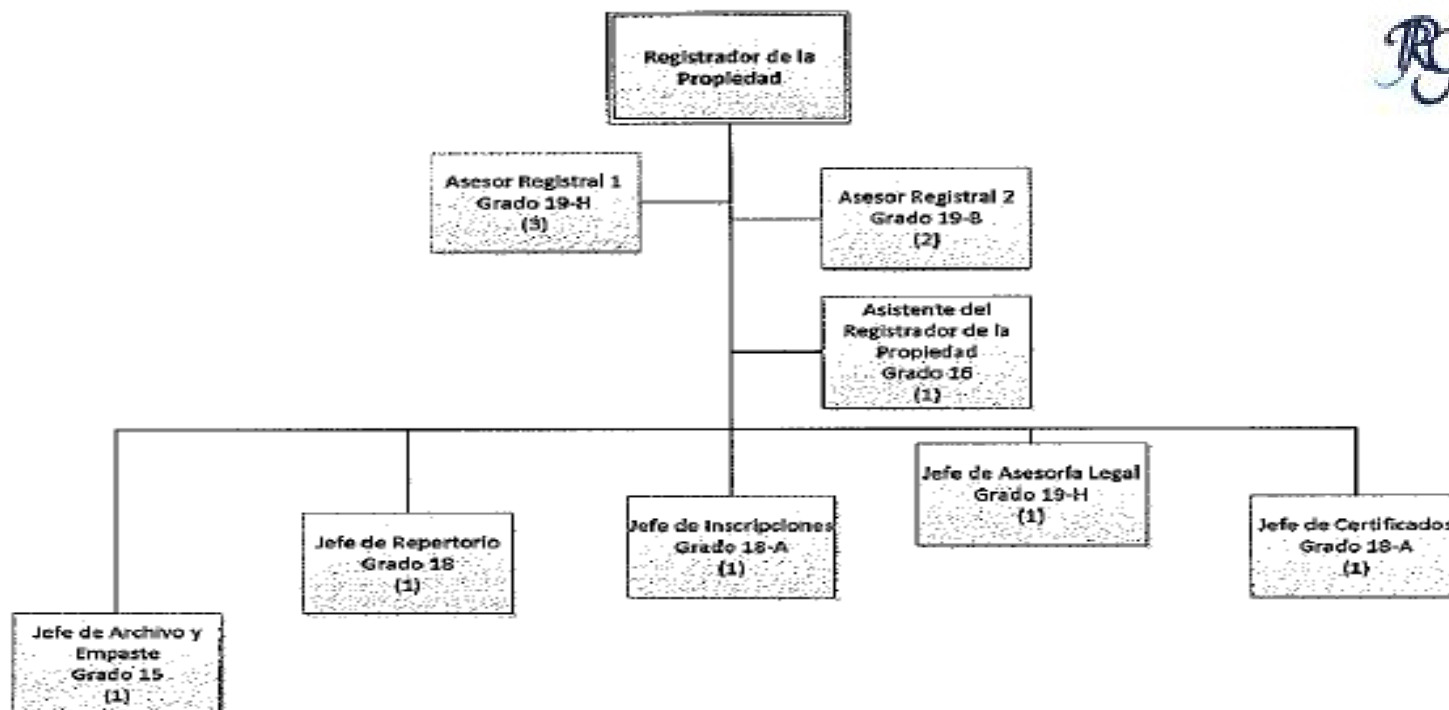 Registrador de la
Propiedad
Asesor Registral 1
Grado 19-H
(3)
Asesor Registral 2
Grado 19-B
(2)
Asistente del
Registrador de la
Propiedad
Grado 16
(1)
Jefe de Asesoría Legal
Grado 19-H
(1)
Jefe de Inscripciones
Grado 18-A
(1)
Jefe de Certificados
Grado 18-A
(1)
Jefe de Repertorio
Grado 18
(1)
Jefe de Archivo y
Empaste
Grado 15
(1)